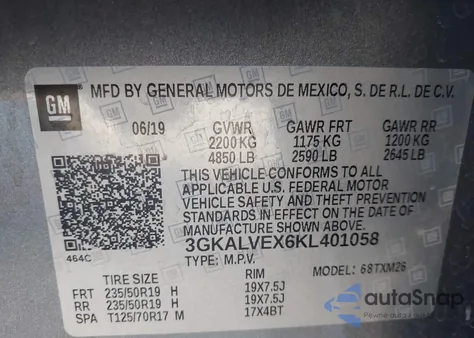 GM MFD BY GENERAL MOTORS DE MEXICO, S. DE R.L. DE C.V.
06/19 GVWR GAWR FRT GAWR RR
2200 KG 1175 KG 1200 KG
4850 LB 2590 LB 2645 LB
THIS VEHICLE CONFORMS TO ALL
APPLICABLE U.S. FEDERAL MOTOR
VEHICLE SAFETY AND THEFT PREVENTION
STANDARDS IN EFFECT ON THE DATE OF
MANUFACTURE SHOWN ABOVE.
3GKALVEX6KL401058
464C TYPE: M.P.V. MODEL: 6STXM26
TIRE SIZE RIM
FRT 235/50R19 H 19X7.5J
RR 235/50R19 H 19X7.5J
SPA T125/70R17 M 17X4BT
autoSnap